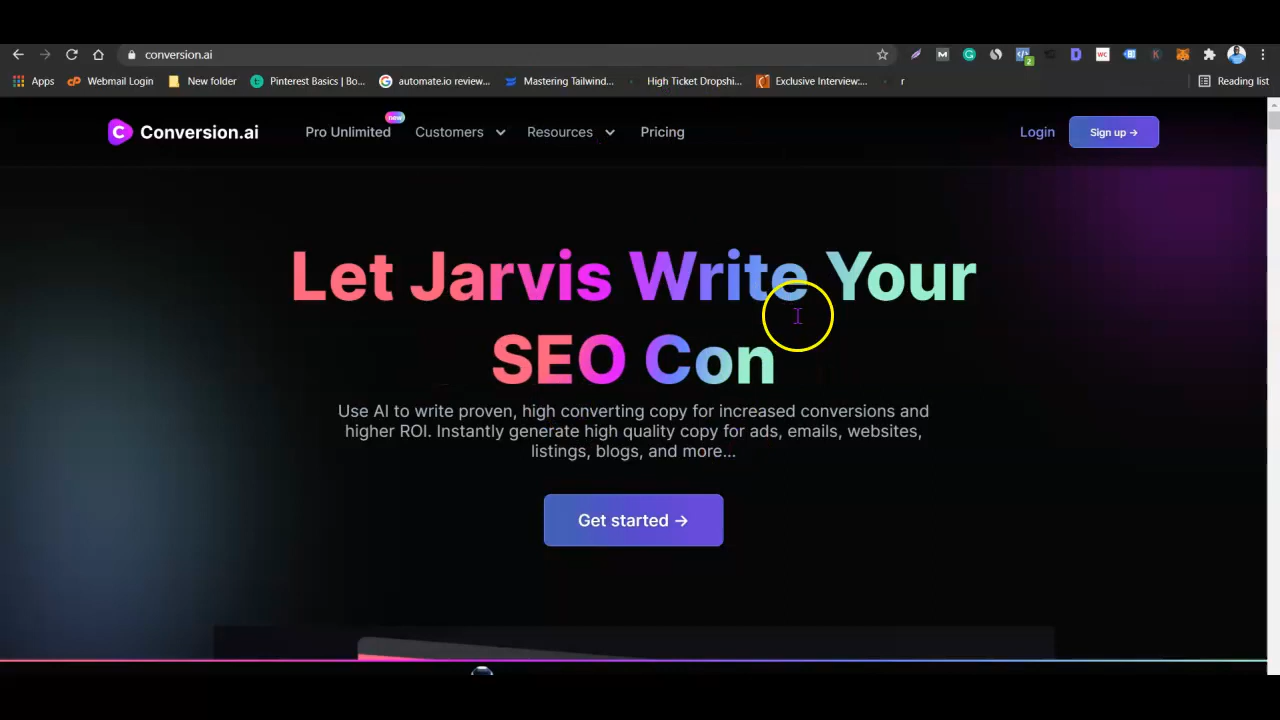 conversion.ai
2
Apps
Webmail Login
New folder
Pinterest Basics | Bo...
automate.io review...
Mastering Tailwind...
High Ticket Dropshi...
Exclusive Interview:...
r
Reading list
C Conversion.ai
Pro Unlimited
new
Customers
Resources
Pricing
Login
Sign up →
Let Jarvis Write Your
SEO Con
Use AI to write proven, high converting copy for increased conversions and
higher ROI. Instantly generate high quality copy for ads, emails, websites,
listings, blogs, and more...
Get started →